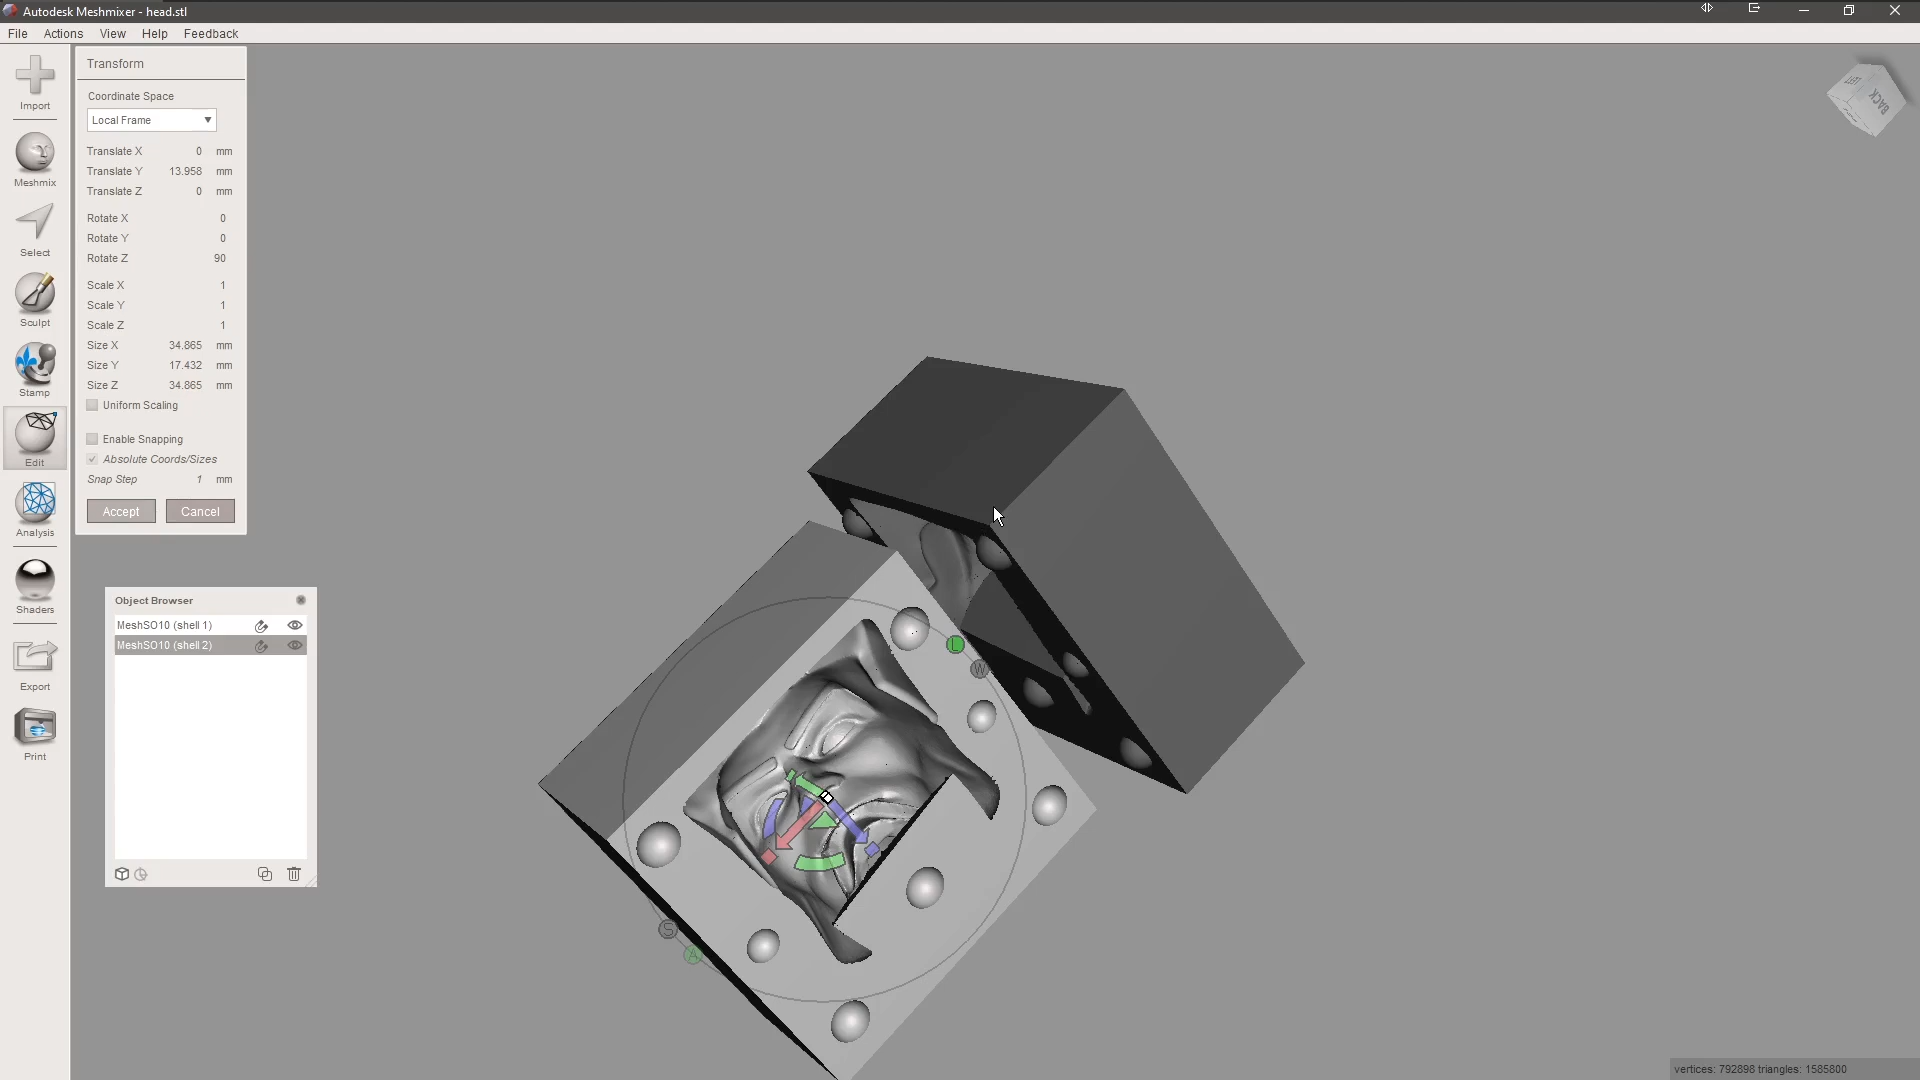 Autodesk Meshmixer - head.stl
File Actions View Help Feedback
Import
Meshmix
Select
Sculpt
Stamp
Edit
Analysis
Shaders
Export
Print
Transform
Coordinate Space
Local Frame
Translate X 0 mm
Translate Y 13.958 mm
Translate Z 0 mm
Rotate X 0
Rotate Y 0
Rotate Z 90
Scale X 1
Scale Y 1
Scale Z 1
Size X 34.865 mm
Size Y 17.432 mm
Size Z 34.865 mm
Uniform Scaling
Enable Snapping
Absolute Coords/Sizes
Snap Step 1 mm
Accept Cancel
Object Browser
MeshSO10 (shell 1)
MeshSO10 (shell 2)
L
W
S
A
BACK
vertices: 792898 triangles: 1585800